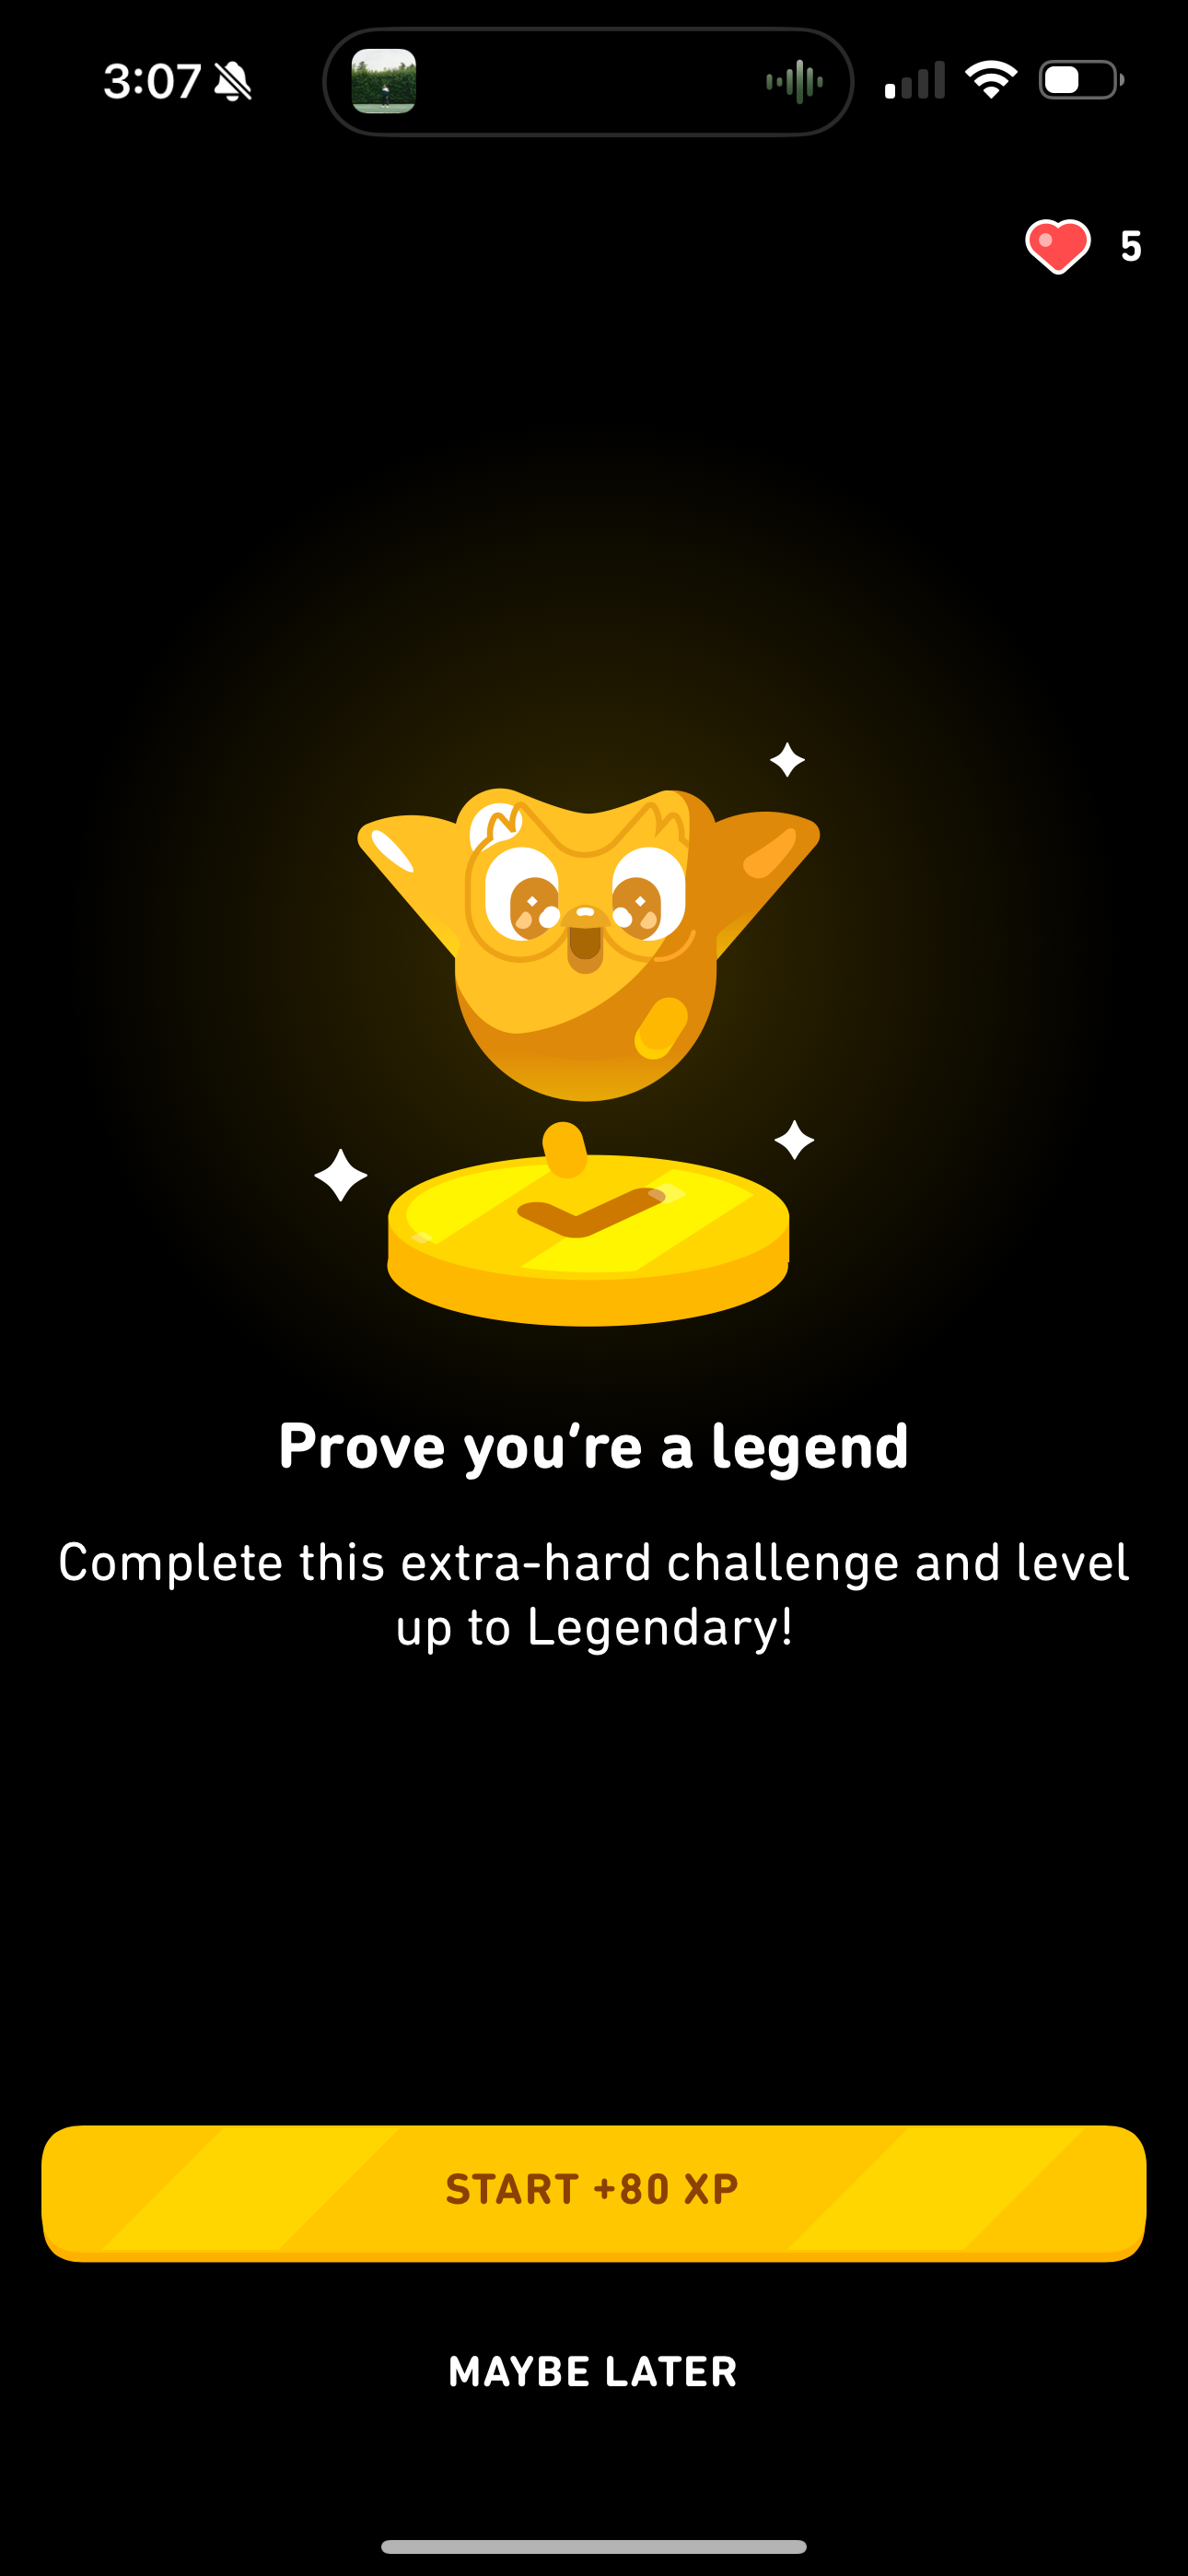 3:07
5
Prove you’re a legend
Complete this extra-hard challenge and level
up to Legendary!
START +80 XP
MAYBE LATER